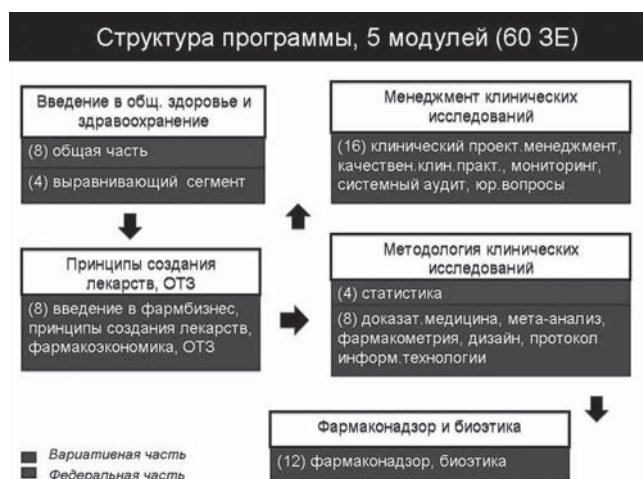 Структура программы, 5 модулей (60 ЗЕ)
Введение в общ. здоровье и
здравоохранение
(8) общая часть
(4) выравнивающий сегмент
Принципы создания
лекарств, ОТЗ
(8) введение в фармбизнес,
принципы создания лекарств,
фармакоэкономика, ОТЗ
Менеджмент клинических
исследований
(16) клинический проект.менеджмент,
качествен.клин.практ., мониторинг,
системный аудит, юр.вопросы
Методология клинических
исследований
(4) статистика
(8) доказат.медицина, мета-анализ,
фармакометрия, дизайн, протокол
информ.технологии
Фармаконадзор и биоэтика
(12) фармаконадзор, биоэтика
Вариативная часть
Федеральная часть